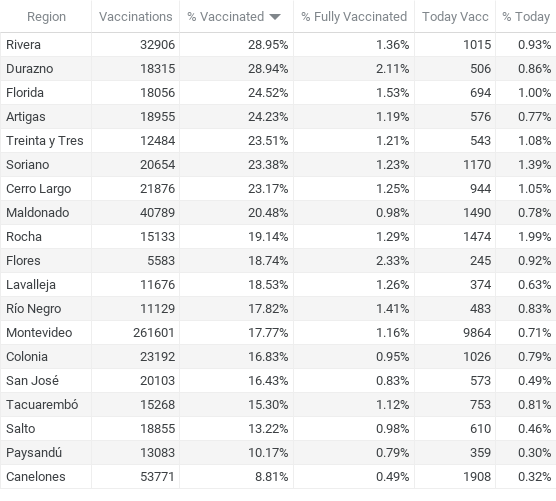 Region Vaccinations % Vaccinated % Fully Vaccinated Today Vacc % Today
Rivera 32906 28.95% 1.36% 1015 0.93%
Durazno 18315 28.94% 2.11% 506 0.86%
Florida 18056 24.52% 1.53% 694 1.00%
Artigas 18955 24.23% 1.19% 576 0.77%
Treinta y Tres 12484 23.51% 1.21% 543 1.08%
Soriano 20654 23.38% 1.23% 1170 1.39%
Cerro Largo 21876 23.17% 1.25% 944 1.05%
Maldonado 40789 20.48% 0.98% 1490 0.78%
Rocha 15133 19.14% 1.29% 1474 1.99%
Flores 5583 18.74% 2.33% 245 0.92%
Lavalleja 11676 18.53% 1.26% 374 0.63%
Río Negro 11129 17.82% 1.41% 483 0.83%
Montevideo 261601 17.77% 1.16% 9864 0.71%
Colonia 23192 16.83% 0.95% 1026 0.79%
San José 20103 16.43% 0.83% 573 0.49%
Tacuarembó 15268 15.30% 1.12% 753 0.81%
Salto 18855 13.22% 0.98% 610 0.46%
Paysandú 13083 10.17% 0.79% 359 0.30%
Canelones 53771 8.81% 0.49% 1908 0.32%